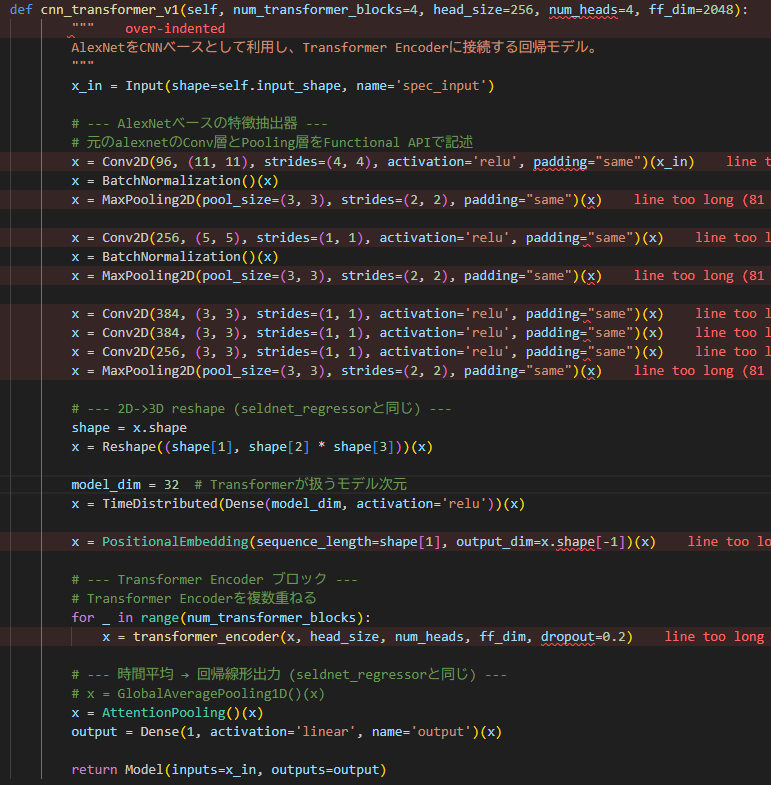 def cnn_transformer_v1(self, num_transformer_blocks=4, head_size=256, num_heads=4, ff_dim=2048):
""" over-indented
AlexNetをCNNベースとして利用し、Transformer Encoderに接続する回帰モデル。
"""
x_in = Input(shape=self.input_shape, name='spec_input')
# --- AlexNetベースの特徴抽出器 ---
# 元のalexnetのConv層とPooling層をFunctional APIで記述
x = Conv2D(96, (11, 11), strides=(4, 4), activation='relu', padding="same")(x_in) line t
x = BatchNormalization()(x)
x = MaxPooling2D(pool_size=(3, 3), strides=(2, 2), padding="same")(x) line too long (81
x = Conv2D(256, (5, 5), strides=(1, 1), activation='relu', padding="same")(x) line too l
x = BatchNormalization()(x)
x = MaxPooling2D(pool_size=(3, 3), strides=(2, 2), padding="same")(x) line too long (81
x = Conv2D(384, (3, 3), strides=(1, 1), activation='relu', padding="same")(x) line too l
x = Conv2D(384, (3, 3), strides=(1, 1), activation='relu', padding="same")(x) line too l
x = Conv2D(256, (3, 3), strides=(1, 1), activation='relu', padding="same")(x) line too l
x = MaxPooling2D(pool_size=(3, 3), strides=(2, 2), padding="same")(x) line too long (81
# --- 2D->3D reshape (seldnet_regressorと同じ) ---
shape = x.shape
x = Reshape((shape[1], shape[2] * shape[3]))(x)
model_dim = 32 # Transformerが扱うモデル次元
x = TimeDistributed(Dense(model_dim, activation='relu'))(x)
x = PositionalEmbedding(sequence_length=shape[1], output_dim=x.shape[-1])(x) line too lo
# --- Transformer Encoder ブロック ---
# Transformer Encoderを複数重ねる
for _ in range(num_transformer_blocks):
x = transformer_encoder(x, head_size, num_heads, ff_dim, dropout=0.2) line too long
# --- 時間平均 → 回帰線形出力 (seldnet_regressorと同じ) ---
# x = GlobalAveragePooling1D()(x)
x = AttentionPooling()(x)
output = Dense(1, activation='linear', name='output')(x)
return Model(inputs=x_in, outputs=output)